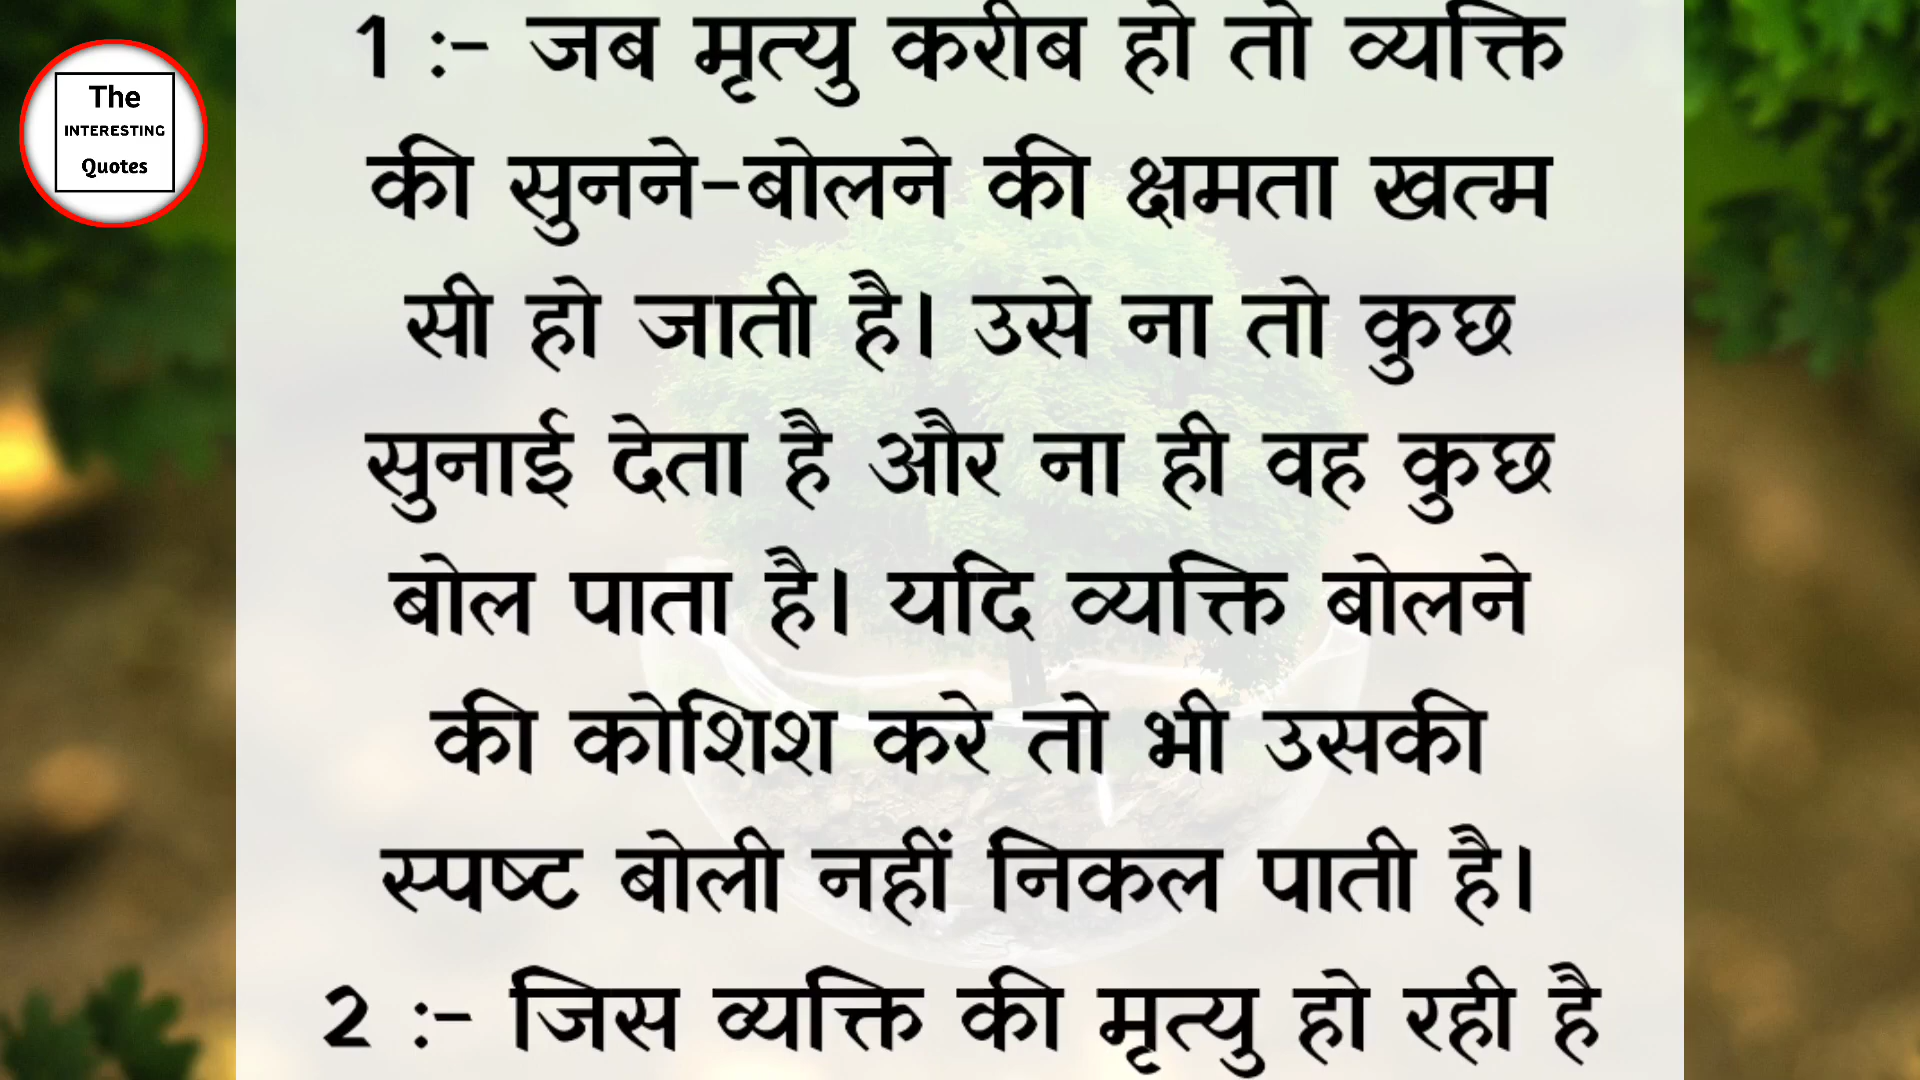 The
INTERESTING
Quotes
1 :- जब मृत्यु करीब हो तो व्यक्ति
की सुनने-बोलने की क्षमता खत्म
सी हो जाती है। उसे ना तो कुछ
सुनाई देता है और ना ही वह कुछ
बोल पाता है। यदि व्यक्ति बोलने
की कोशिश करे तो भी उसकी
स्पष्ट बोली नहीं निकल पाती है।
2 :- जिस व्यक्ति की मृत्यु हो रही है